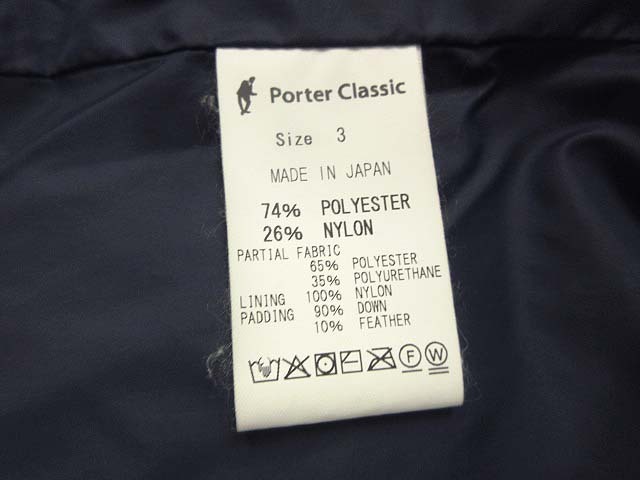 Porter Classic
Size 3
MADE IN JAPAN
74% POLYESTER
26% NYLON
PARTIAL FABRIC
65% POLYESTER
35% POLYURETHANE
LINING 100% NYLON
PADDING 90% DOWN
10% FEATHER
F W